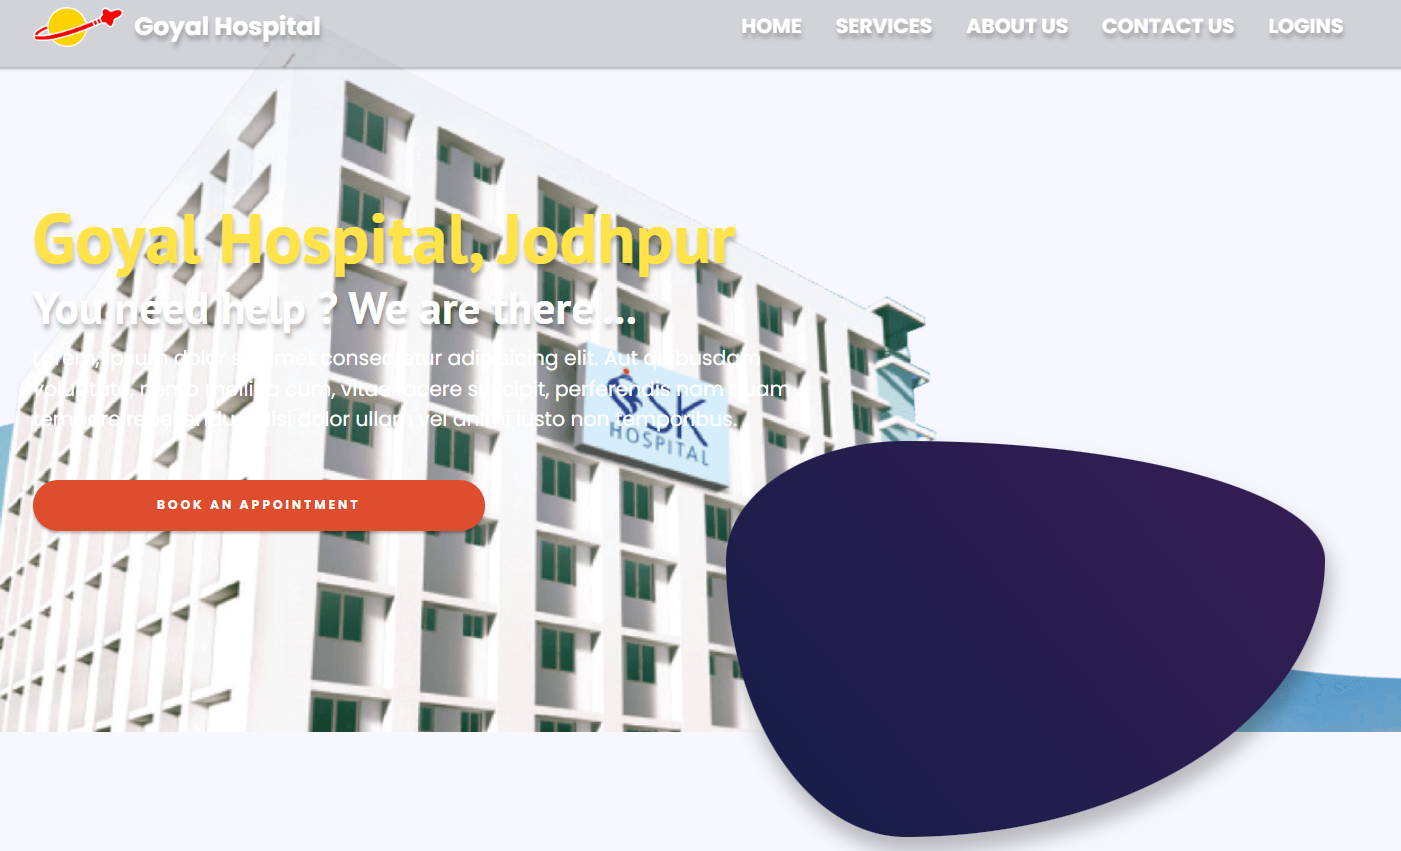 Goyal Hospital
HOME SERVICES ABOUT US CONTACT US LOGINS
Goyal Hospital, Jodhpur
You need help ? We are there ...
Lorem, ipsum dolor sit amet consectetur adipisicing elit. Aut quibusdam
voluptate, nemo mollitia cum, vitae facere suscipit, perferendis nam quam
tempore repellendus nisi dolor ullam vel animi iusto non temporibus.
SK
HOSPITAL
BOOK AN APPOINTMENT